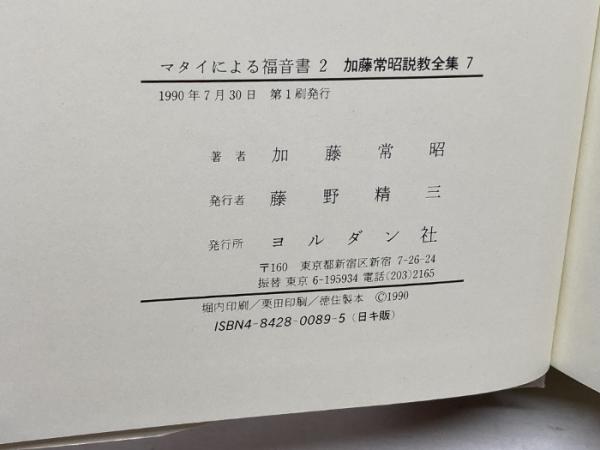 マタイによる福音書 2 加藤常昭説教全集 7
1990年7月30日 第1刷発行
著者 加藤常昭
発行者 藤野精三
発行所 ヨルダン社
〒160 東京都新宿区新宿 7-26-24
振替 東京 6-195934 電話(203)2165
堀内印刷／栗田印刷／徳住製本 ©1990
ISBN4-8428-0089-5 (日キ販)